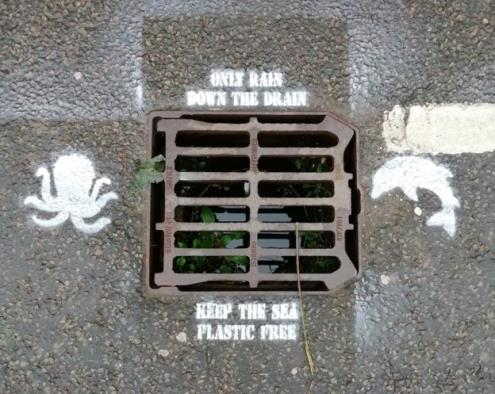 ONLY RAIN
DOWN THE DRAIN
KEEP THE SEA
PLASTIC FREE